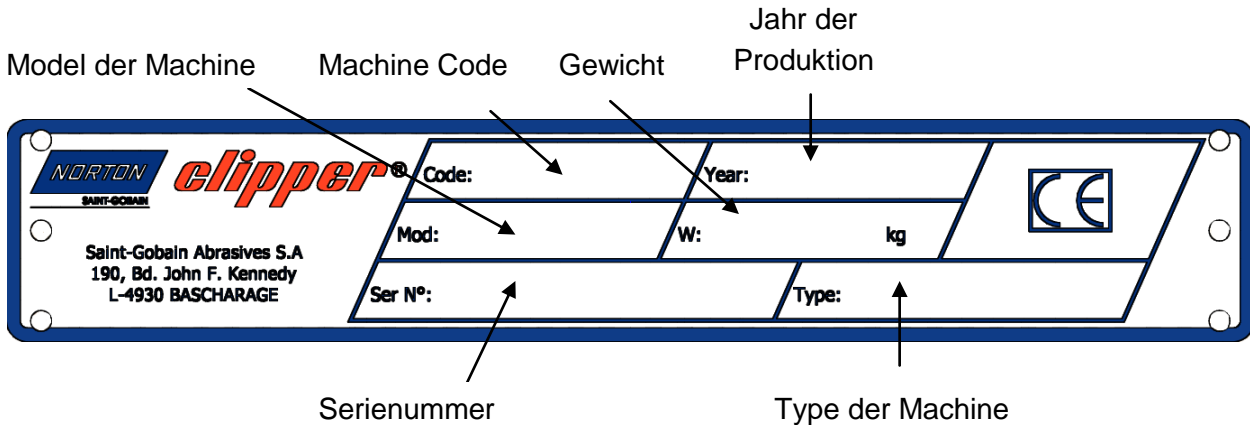 Jahr der
Produktion
Model der Machine
Machine Code
Gewicht
NORTON
SAINT-GOBAIN
clipper®
Saint-Gobain Abrasives S.A
190, Bd. John F. Kennedy
L-4930 BASCHARAGE
Code:
Year:
Mod:
W: kg
Ser N°:
Type:
CE
Serienummer
Type der Machine